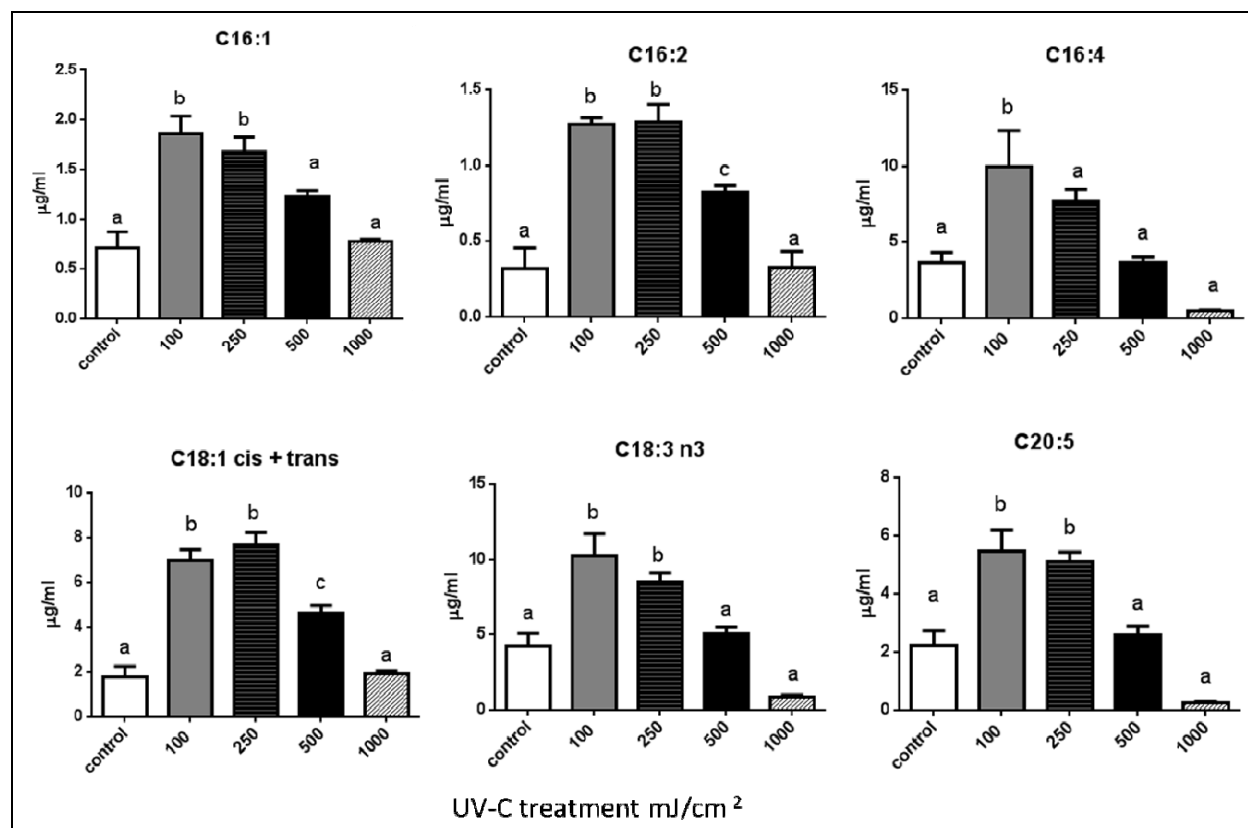 C16:1
µg/ml
2.5
2.0
1.5
1.0
0.5
0.0
a
b
b
a
a
control
100
250
500
1000
C16:2
µg/ml
1.5
1.0
0.5
0.0
a
b
b
c
a
control
100
250
500
1000
C16:4
µg/ml
15
10
5
0
a
b
a
a
a
control
100
250
500
1000
C18:1 cis + trans
µg/ml
10
8
6
4
2
0
a
b
b
c
a
control
100
250
500
1000
C18:3 n3
µg/ml
15
10
5
0
a
b
b
a
a
control
100
250
500
1000
C20:5
µg/ml
8
6
4
2
0
a
b
b
a
a
control
100
250
500
1000
UV-C treatment mJ/cm ²